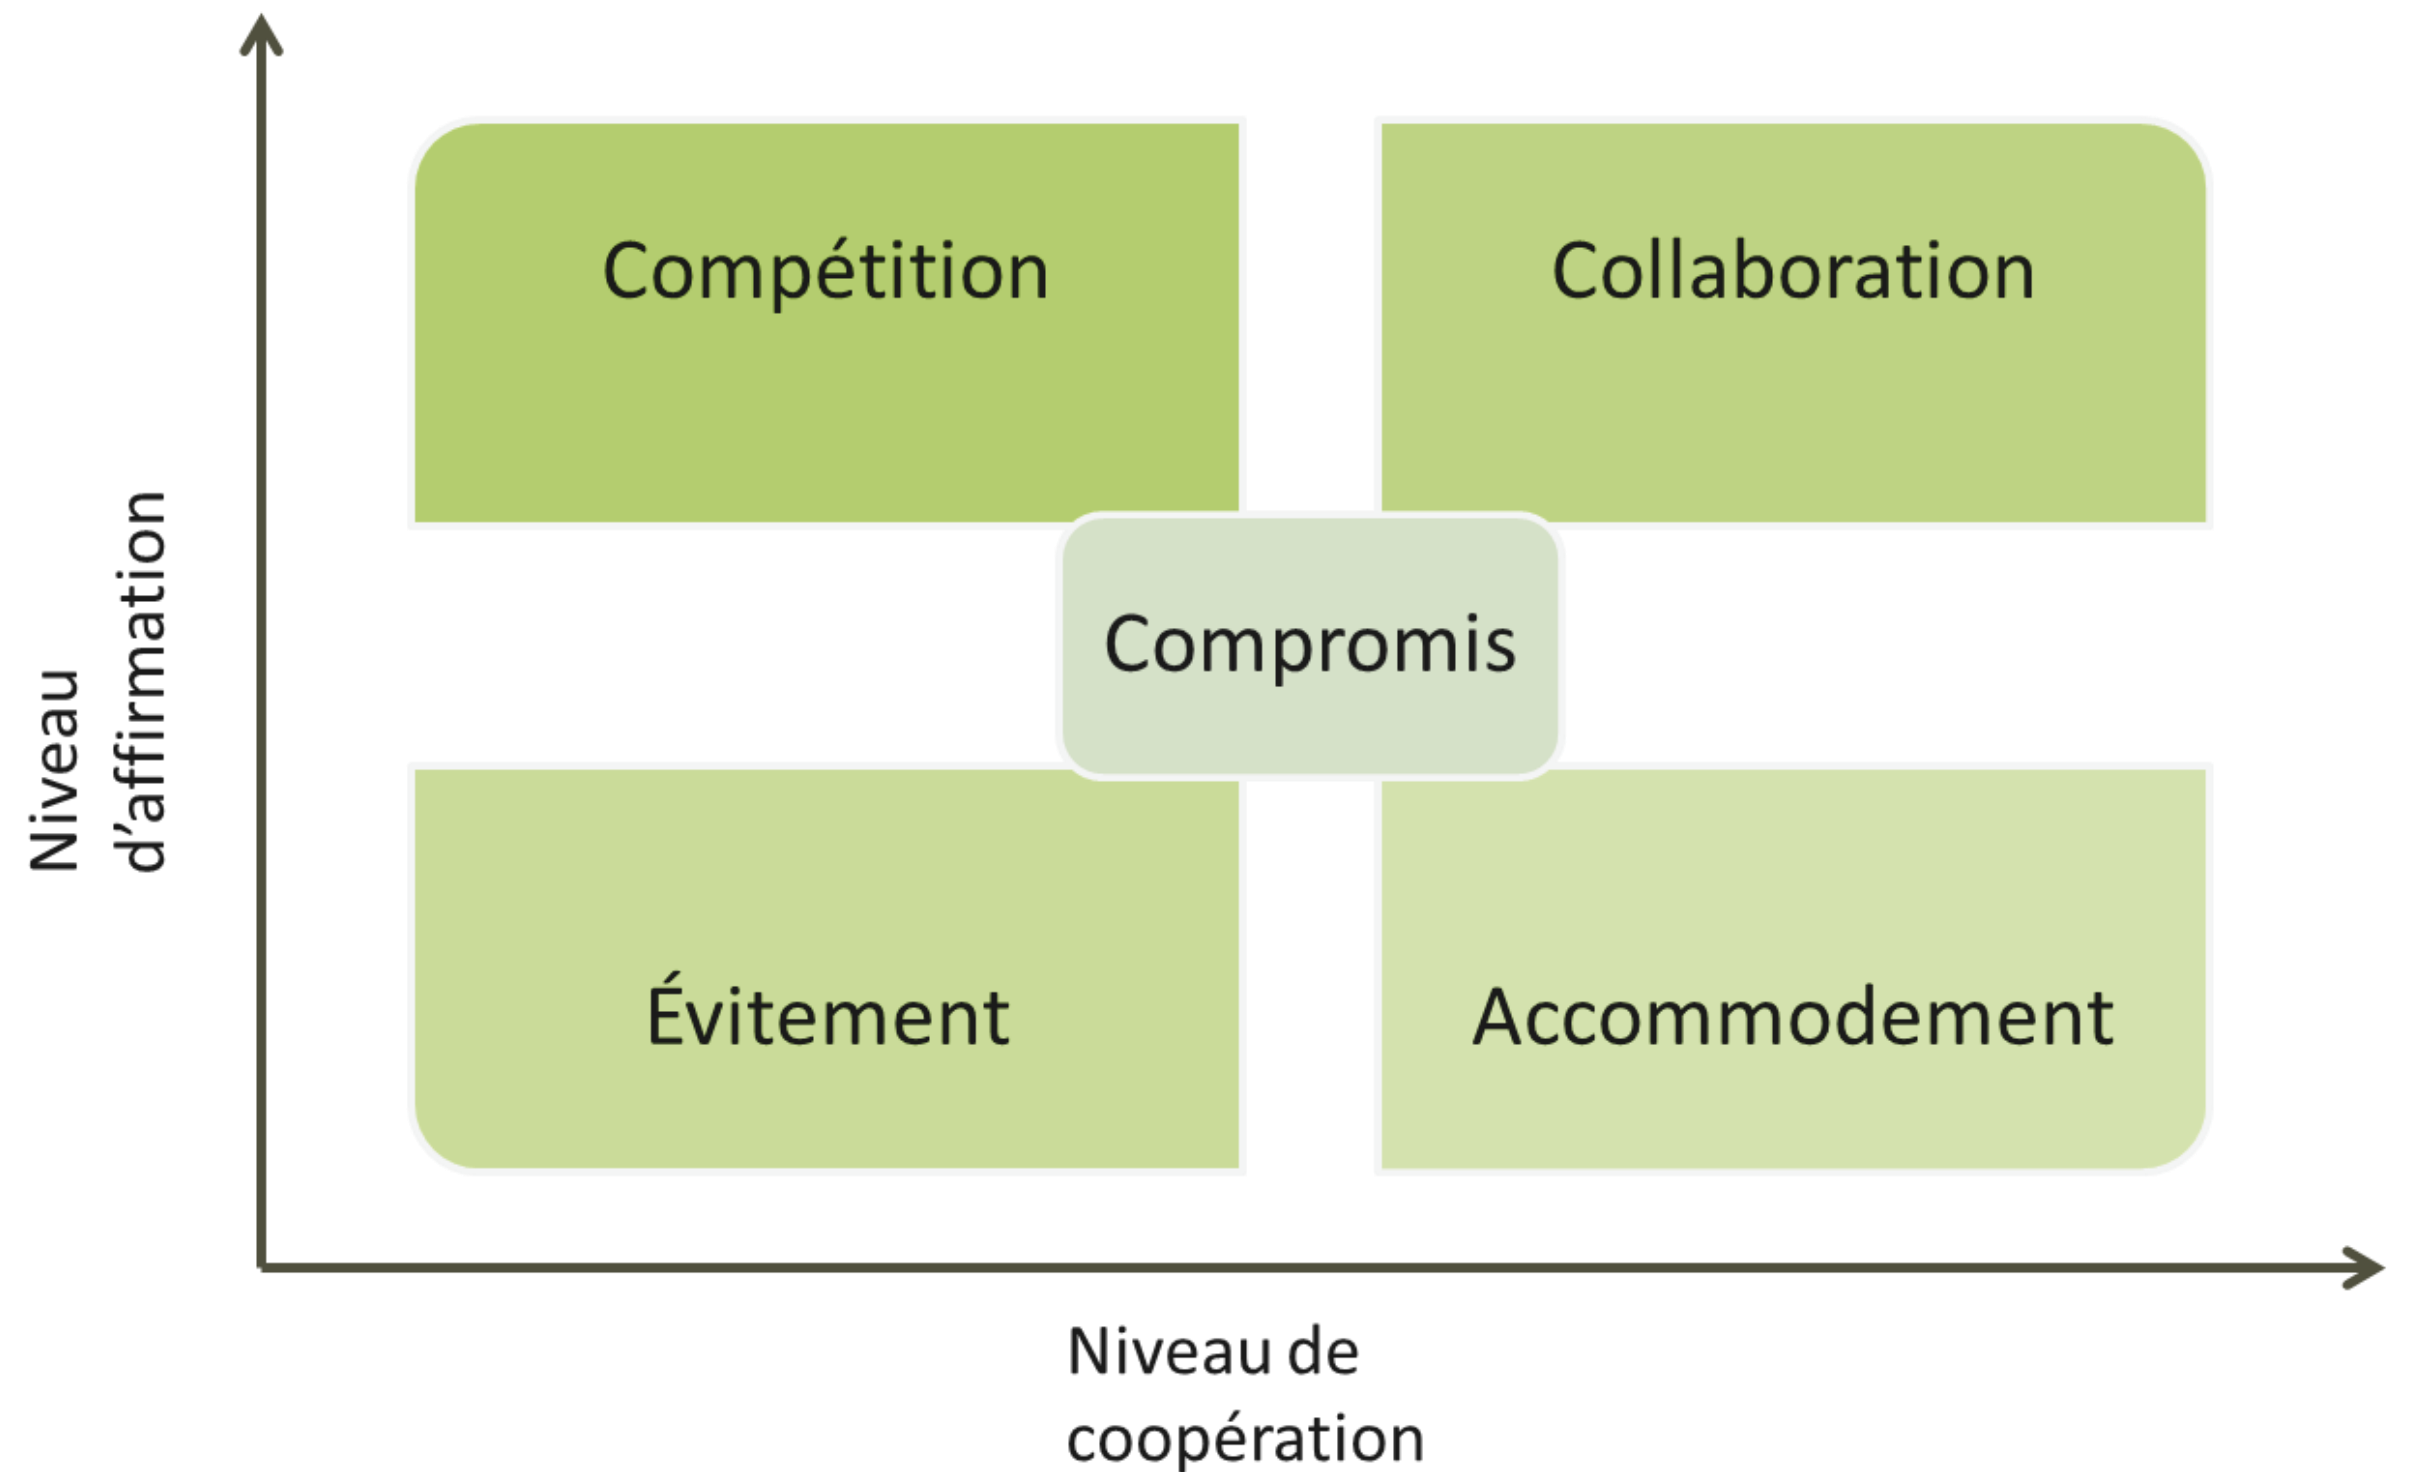 Compétition
Collaboration
Compromis
Évitement
Accommodement
Niveau
d’affirmation
Niveau de
coopération